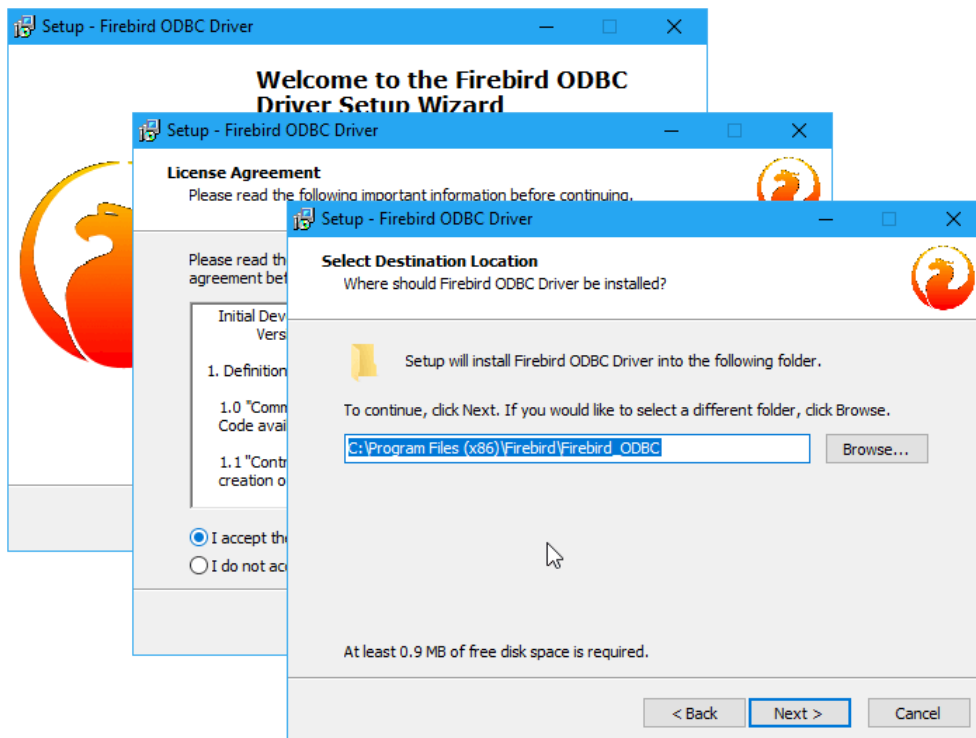 Setup - Firebird ODBC Driver
Welcome to the Firebird ODBC
Driver Setup Wizard
Setup - Firebird ODBC Driver
License Agreement
Please read the following important information before continuing.
Please read th
agreement bef
Initial Dev
Vers
1. Definition
1.0 "Comm
Code avai
1.1 "Contr
creation o
I accept the
I do not acc
Setup - Firebird ODBC Driver
Select Destination Location
Where should Firebird ODBC Driver be installed?
Setup will install Firebird ODBC Driver into the following folder.
To continue, click Next. If you would like to select a different folder, click Browse.
C:\Program Files (x86)\Firebird\Firebird_ODBC
Browse...
At least 0.9 MB of free disk space is required.
< Back
Next >
Cancel